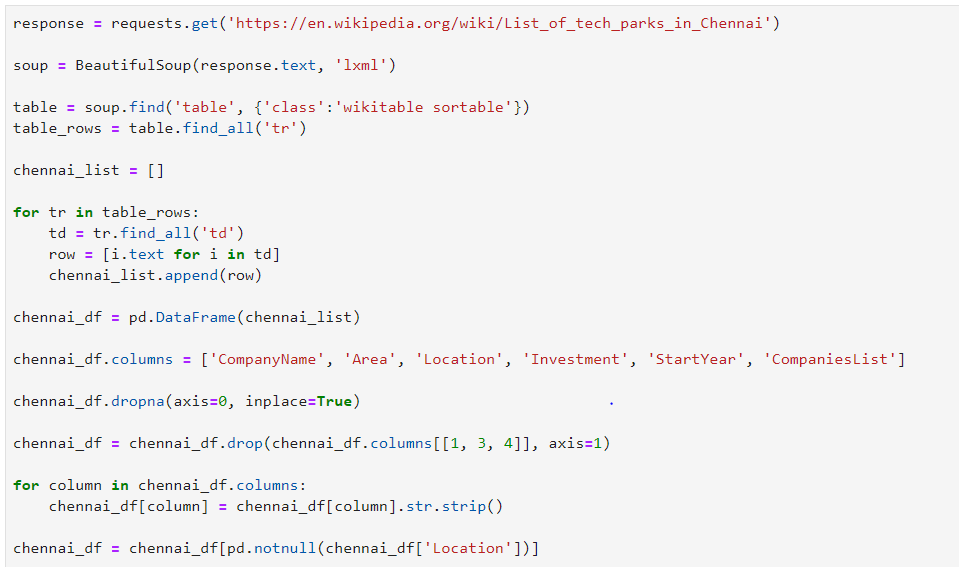 response = requests.get('https://en.wikipedia.org/wiki/List_of_tech_parks_in_Chennai')
soup = BeautifulSoup(response.text, 'lxml')
table = soup.find('table', {'class':'wikitable sortable'})
table_rows = table.find_all('tr')
chennai_list = []
for tr in table_rows:
    td = tr.find_all('td')
    row = [i.text for i in td]
    chennai_list.append(row)
chennai_df = pd.DataFrame(chennai_list)
chennai_df.columns = ['CompanyName', 'Area', 'Location', 'Investment', 'StartYear', 'CompaniesList']
chennai_df.dropna(axis=0, inplace=True)
chennai_df = chennai_df.drop(chennai_df.columns[[1, 3, 4]], axis=1)
for column in chennai_df.columns:
    chennai_df[column] = chennai_df[column].str.strip()
chennai_df = chennai_df[pd.notnull(chennai_df['Location'])]